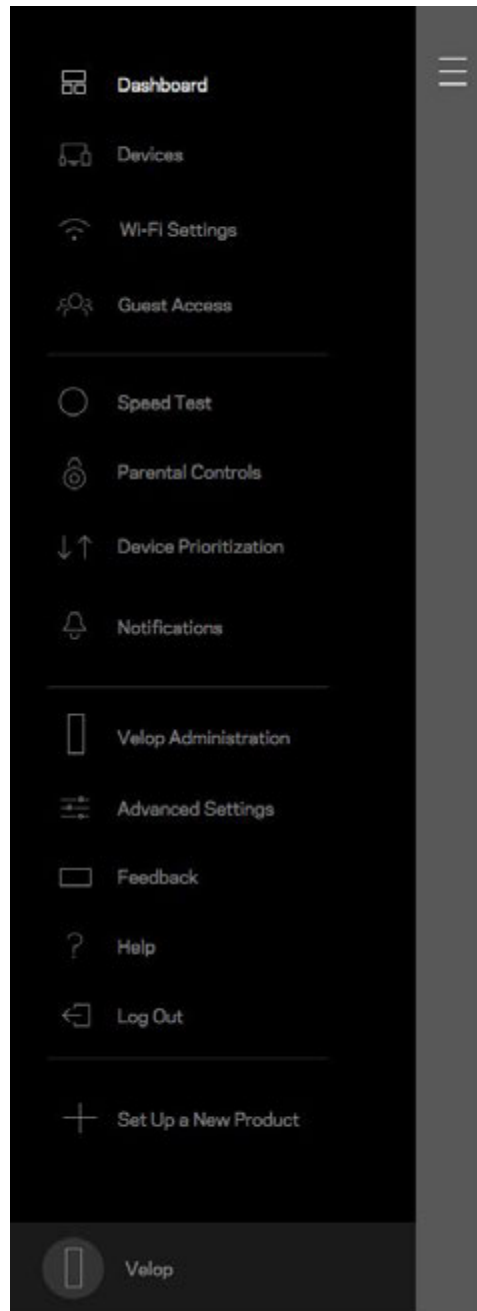 Dashboard
Devices
Wi-Fi Settings
Guest Access
Speed Test
Parental Controls
Device Prioritization
Notifications
Velop Administration
Advanced Settings
Feedback
Help
Log Out
Set Up a New Product
Velop